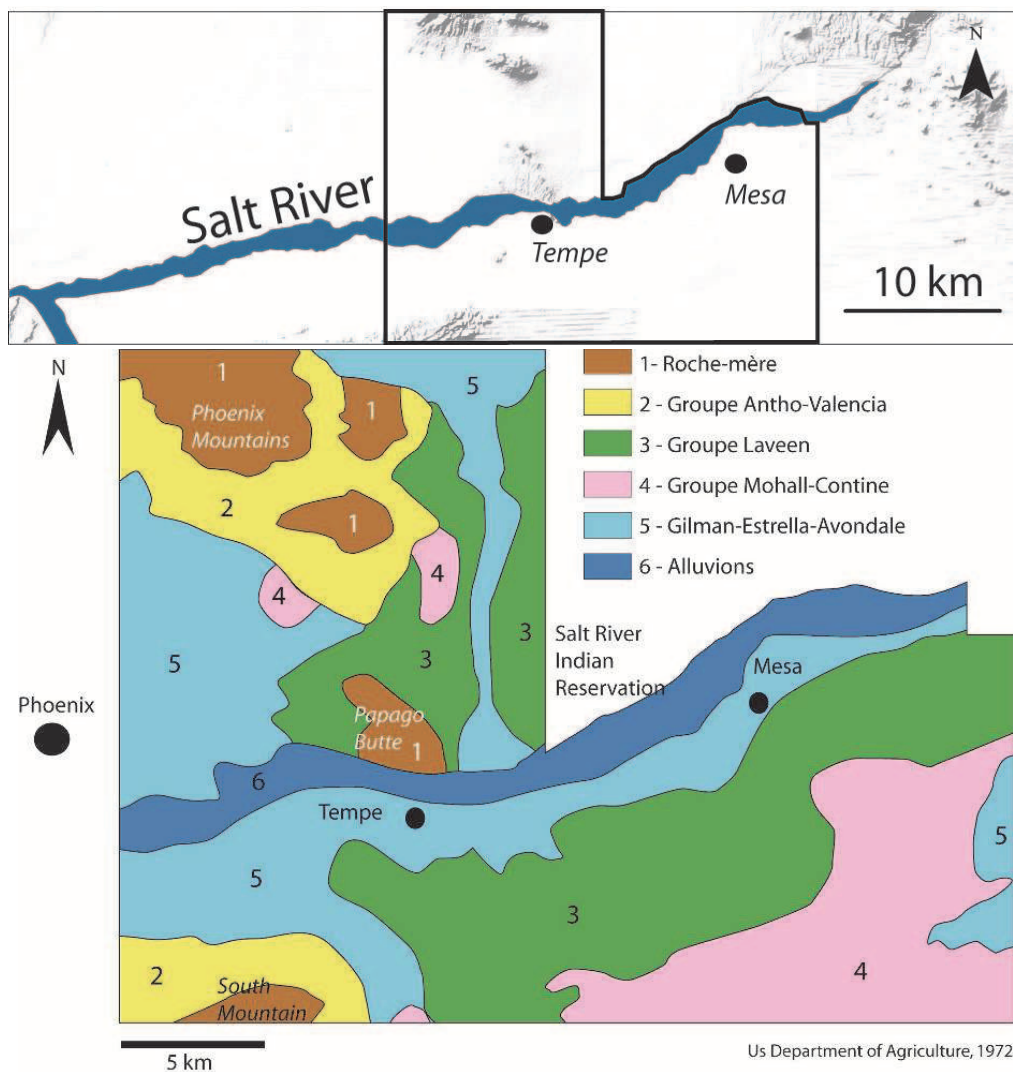 N
Salt River
Mesa
Tempe
10 km
N
1
Phoenix
Mountains
1
5
1- Roche-mère
2 - Groupe Antho-Valencia
3 - Groupe Laveen
4 - Groupe Mohall-Contine
5 - Gilman-Estrella-Avondale
6 - Alluvions
2
1
4
4
3
5
3
Salt River
Indian
Reservation
Mesa
Phoenix
Papago
Butte
1
6
Tempe
5
5
3
4
2
South
Mountain
5 km
Us Department of Agriculture, 1972